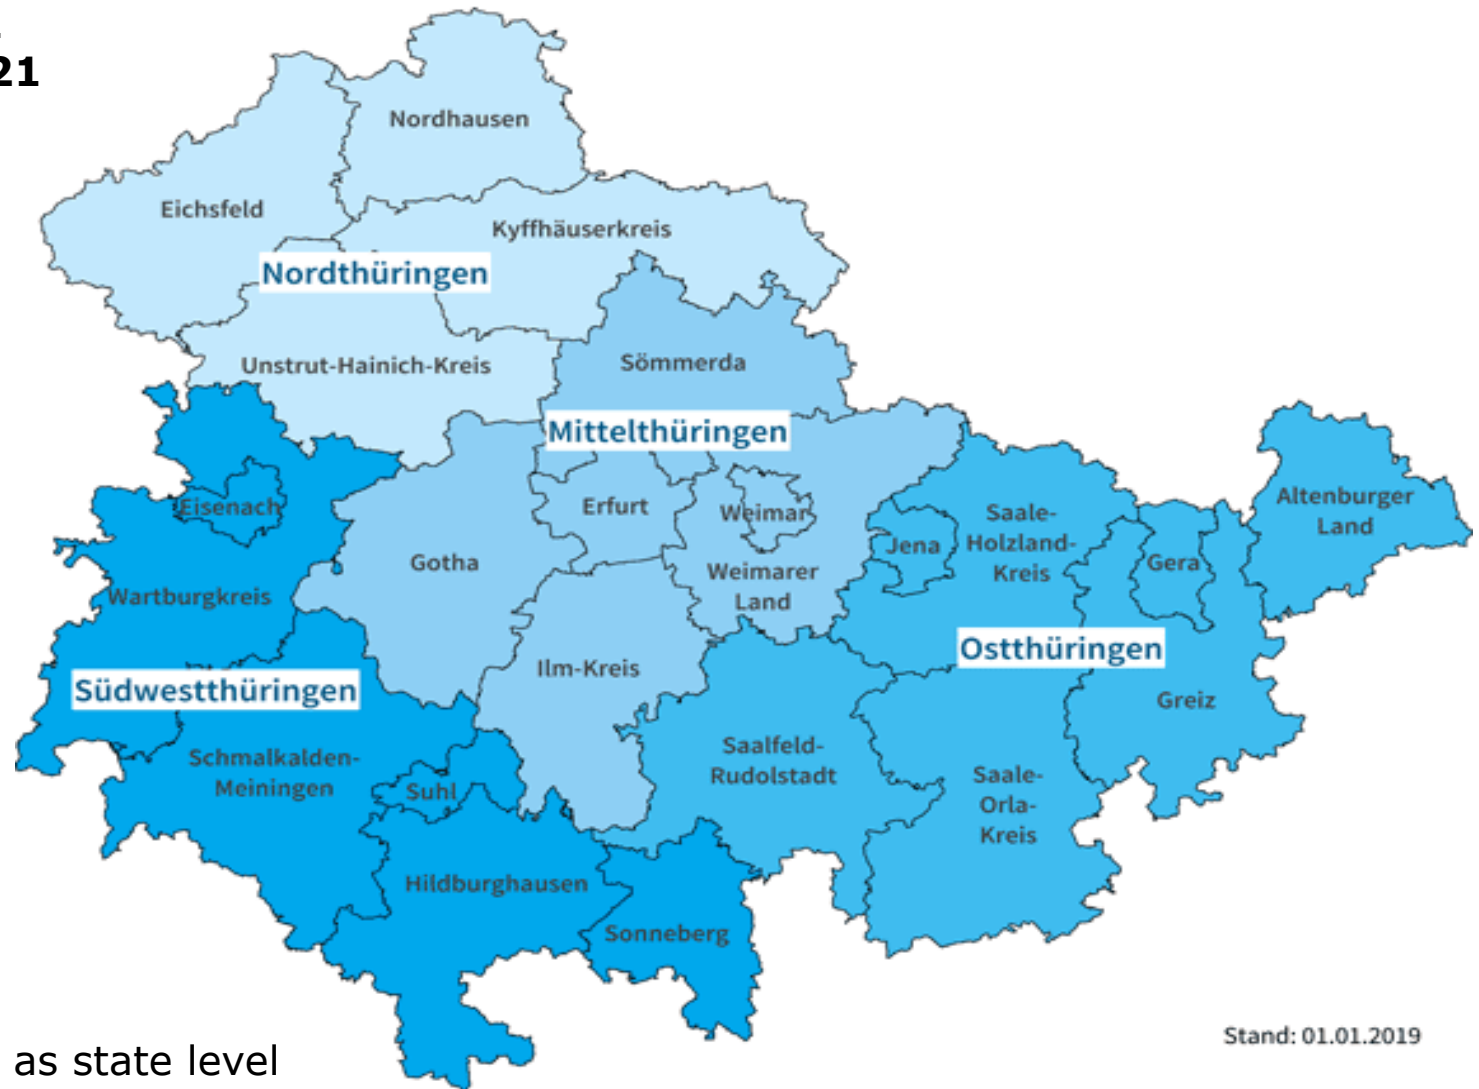 21
Nordhausen
Eichsfeld
Kyffhäuserkreis
Nordthüringen
Unstrut-Hainich-Kreis
Sömmerda
Mittelthüringen
Eisenach
Gotha
Erfurt
Weimar
Weimarer
Land
Jena
Saale-
Holzland-
Kreis
Gera
Altenburger
Land
Wartburgkreis
Südwestthüringen
Ilm-Kreis
Ostthüringen
Greiz
Schmalkalden-
Meiningen
Suhl
Saalfeld-
Rudolstadt
Saale-
Orla-
Kreis
Hildburghausen
Sonneberg
Stand: 01.01.2019
as state level